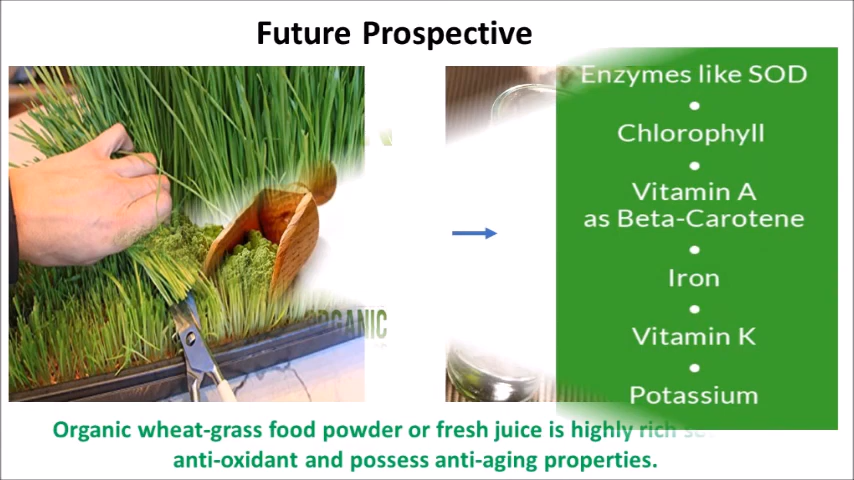 Future Prospective
Enzymes like SOD
•
Chlorophyll
•
Vitamin A
as Beta-Carotene
•
Iron
•
Vitamin K
•
Potassium
ORGANIC
Organic wheat-grass food powder or fresh juice is highly rich
anti-oxidant and possess anti-aging properties.